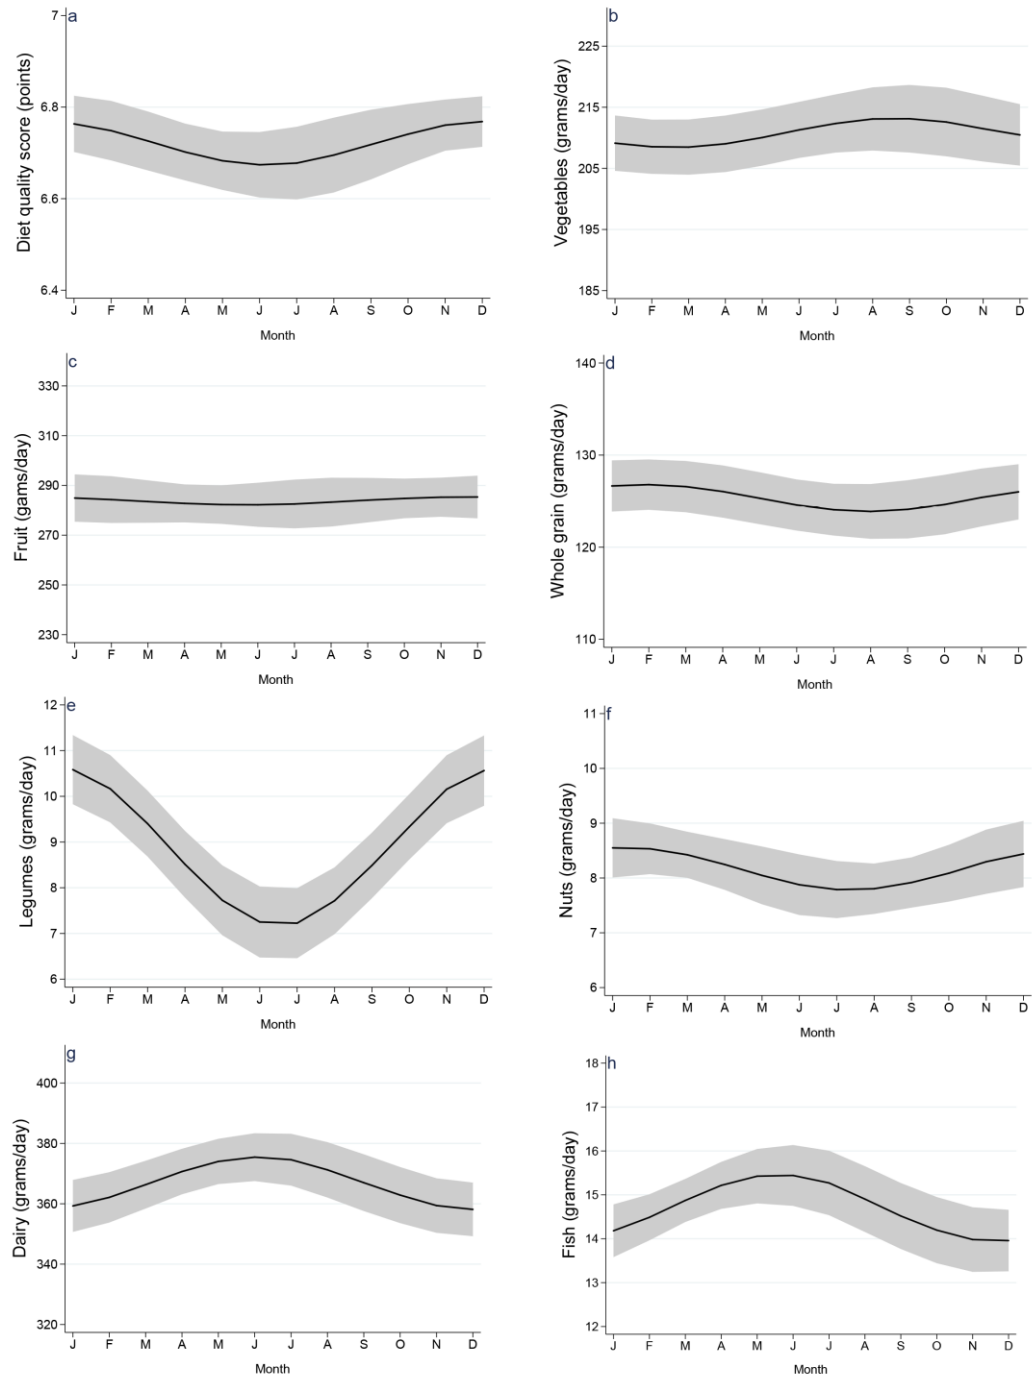 a
Diet quality score (points)
7
6.8
6.6
6.4
J F M A M J J A S O N D
Month
b
Vegetables (grams/day)
225
215
205
195
185
J F M A M J J A S O N D
Month
c
Fruit (gams/day)
330
310
290
270
250
230
J F M A M J J A S O N D
Month
d
Whole grain (grams/day)
140
130
120
110
J F M A M J J A S O N D
Month
e
Legumes (grams/day)
12
11
10
9
8
7
6
J F M A M J J A S O N D
Month
f
Nuts (grams/day)
11
10
9
8
7
6
J F M A M J J A S O N D
Month
g
Dairy (grams/day)
400
380
360
340
320
J F M A M J J A S O N D
Month
h
Fish (grams/day)
18
17
16
15
14
13
12
J F M A M J J A S O N D
Month